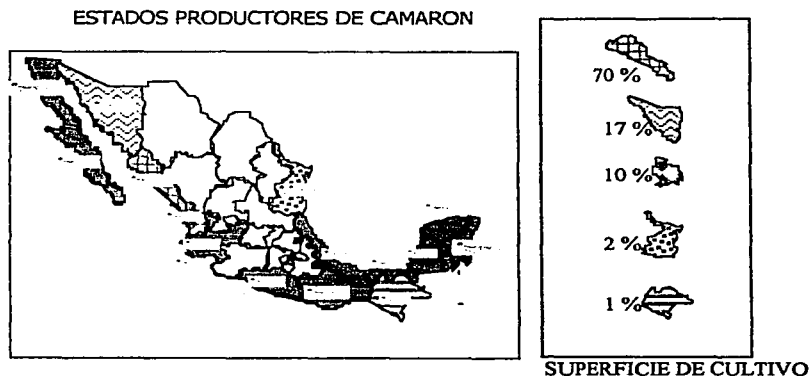 ESTADOS PRODUCTORES DE CAMARON
70 %
17 %
10 %
2 %
1 %
SUPERFICIE DE CULTIVO